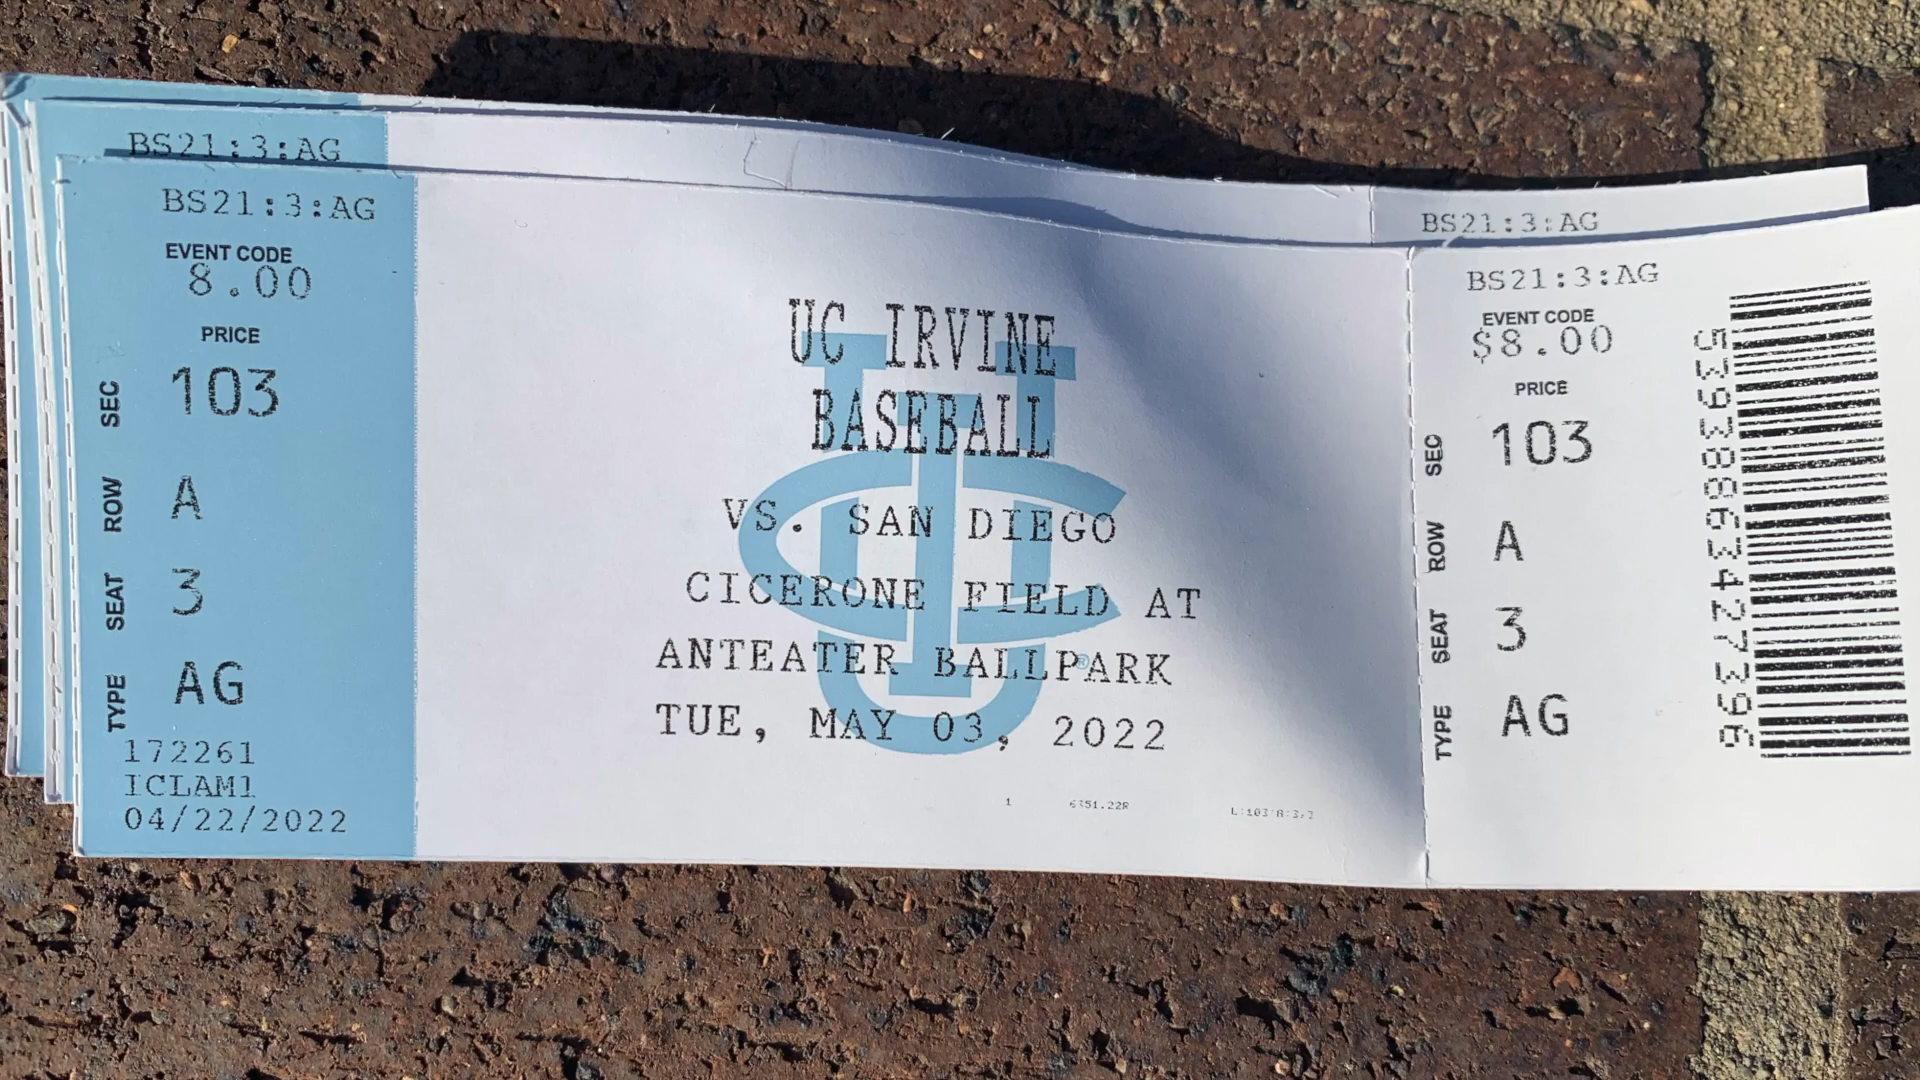 BS21:3:AG
BS21:3:AG
EVENT CODE
8.00
PRICE
SEC 103
ROW A
SEAT 3
TYPE AG
172261
ICLAM1
04/22/2022
UC IRVINE
BASEBALL
VS. SAN DIEGO
CICERONE FIELD AT
ANTEATER BALLPARK
TUE, MAY 03, 2022
1
BS21:3:AG
BS21:3:AG
EVENT CODE
$8.00
PRICE
SEC 103
ROW A
SEAT 3
TYPE AG
53938863427396